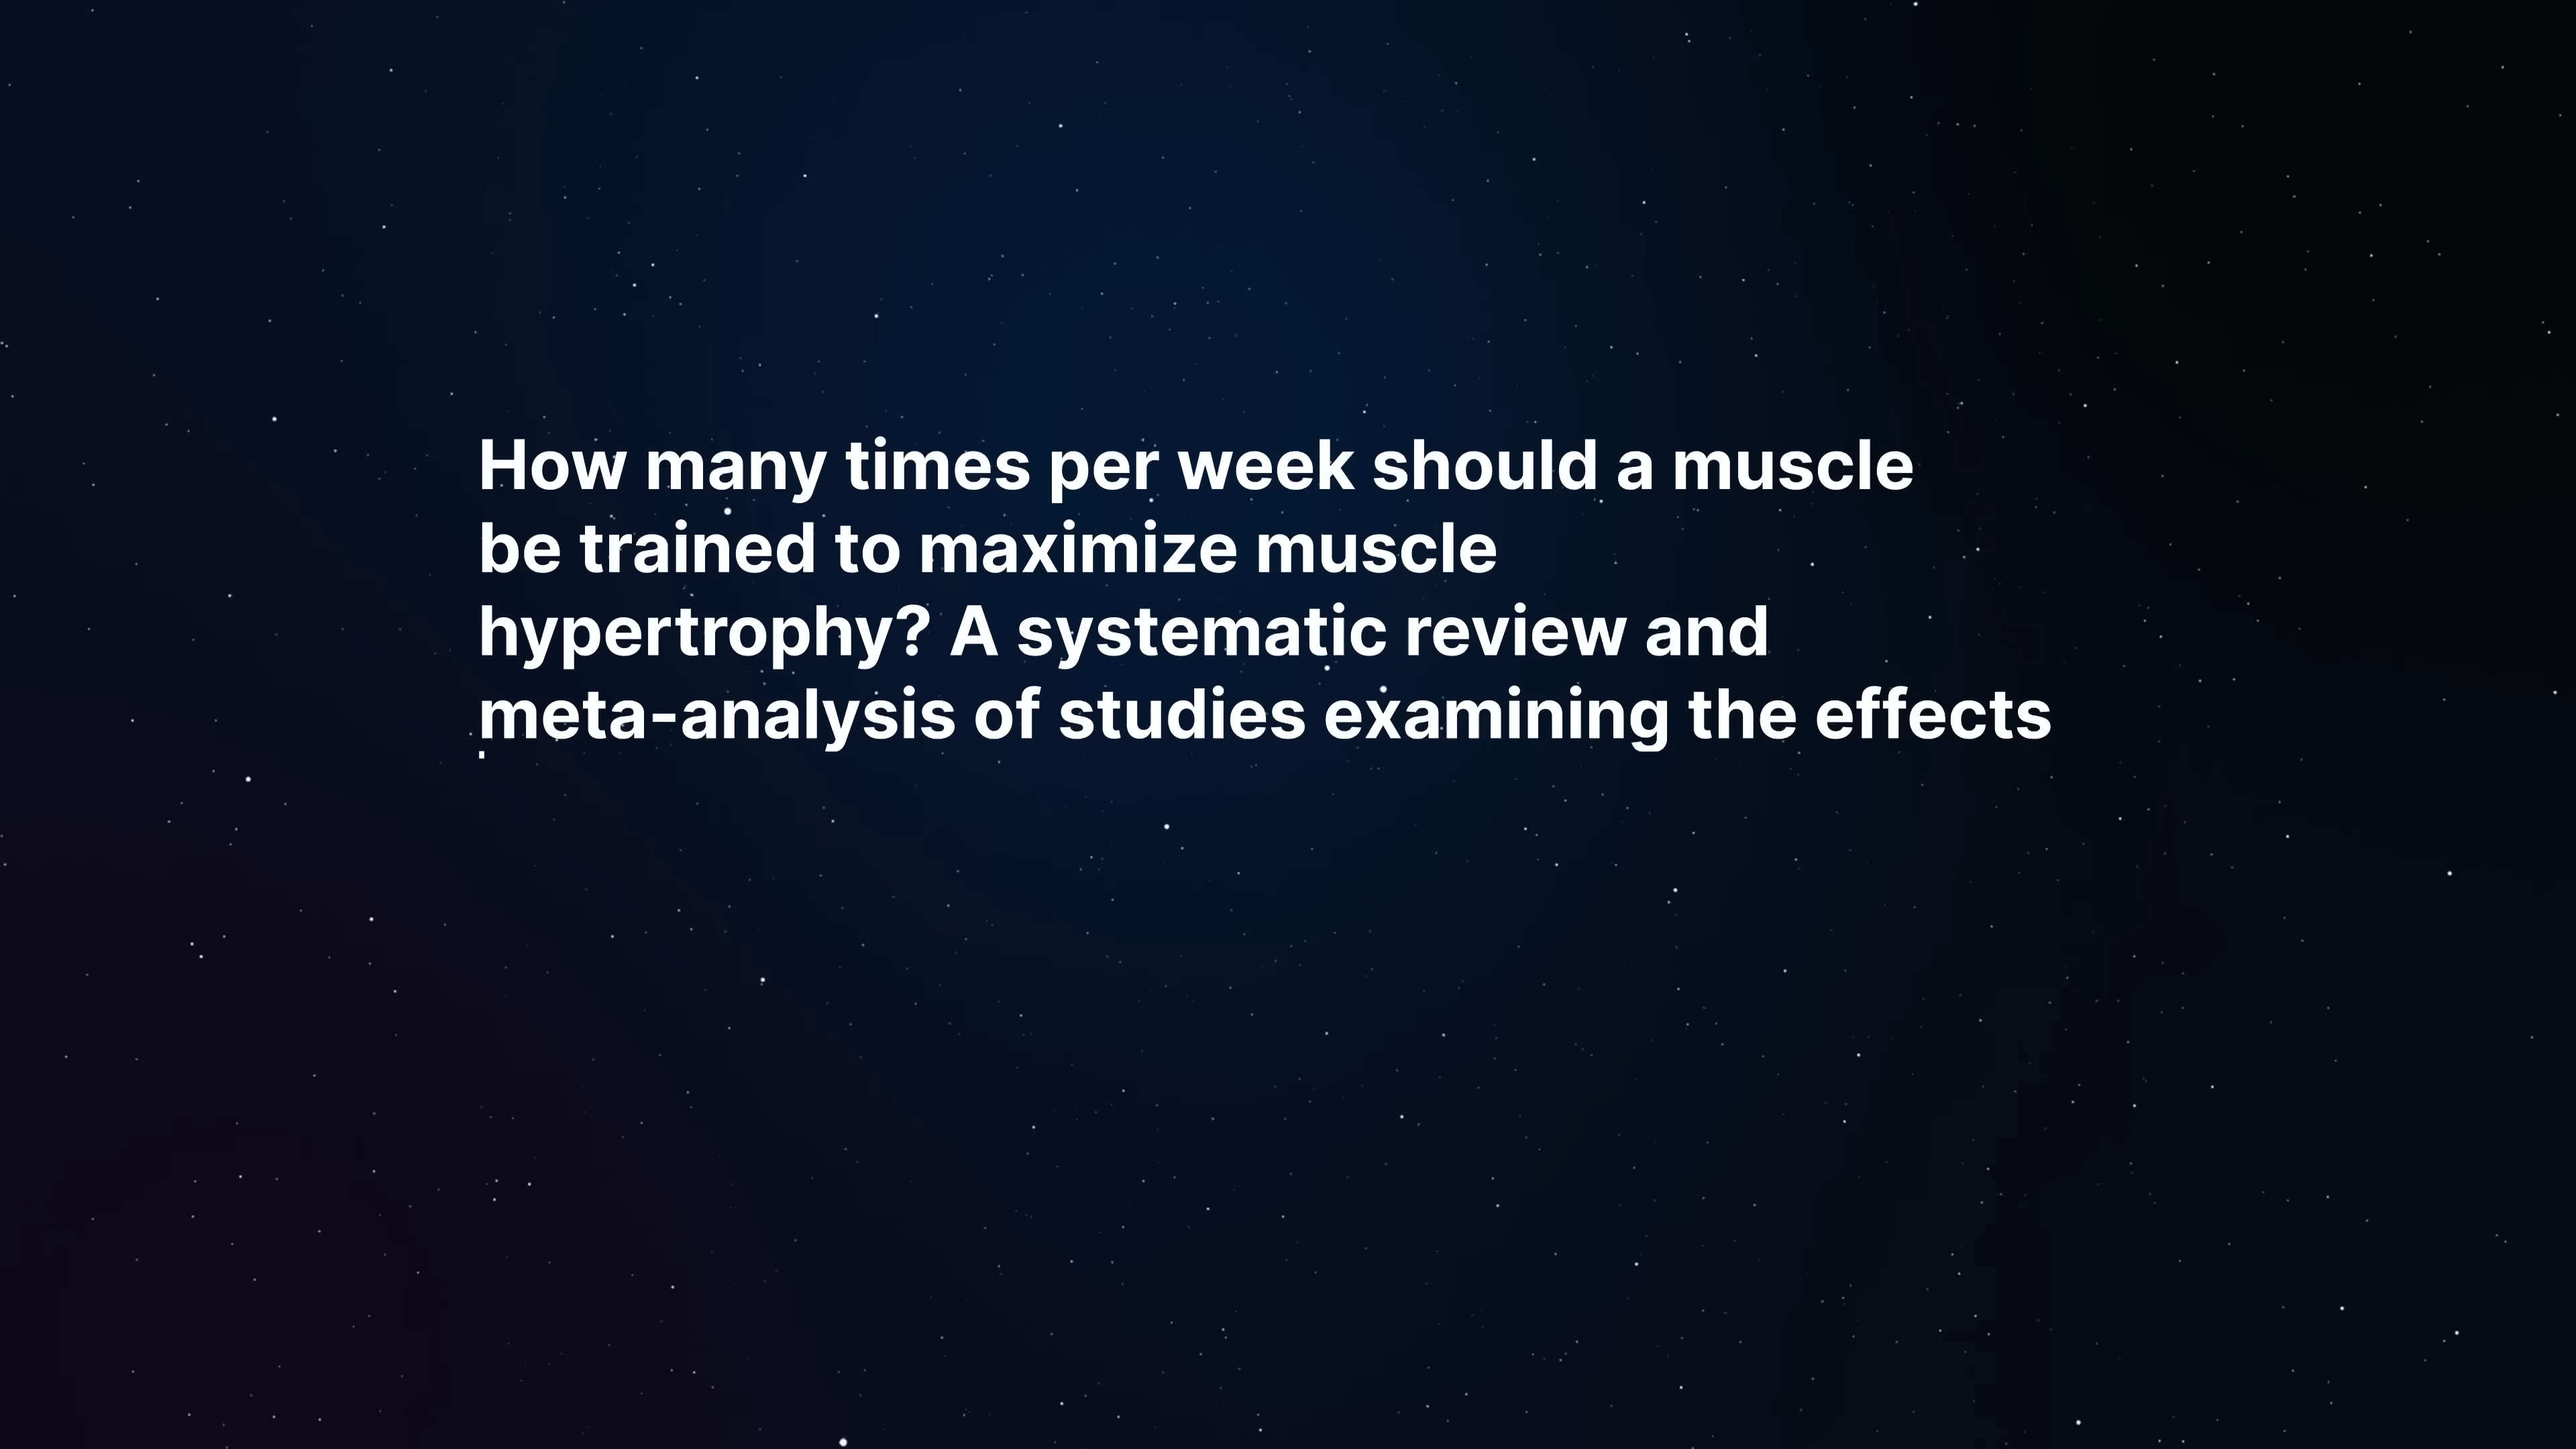 How many times per week should a muscle
be trained to maximize muscle
hypertrophy? A systematic review and
meta-analysis of studies examining the effects